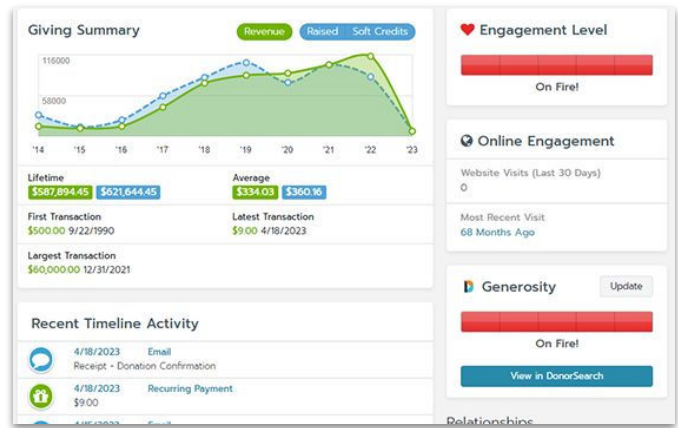 Giving Summary
Revenue Raised Soft Credits
116000
58000
'14 '15 '16 '17 '18 '19 '20 '21 '22 '23
Lifetime Average
$587,894.45 $621,644.45 $334.03 $360.16
First Transaction Latest Transaction
$500.00 9/22/1990 $9.00 4/18/2023
Largest Transaction
$60,000.00 12/31/2021
Recent Timeline Activity
4/18/2023 Email
Receipt - Donation Confirmation
4/18/2023 Recurring Payment
$9.00
4/15/2023 Email
Engagement Level
On Fire!
Online Engagement
Website Visits (Last 30 Days)
0
Most Recent Visit
68 Months Ago
Generosity Update
On Fire!
View in DonorSearch
Relationships